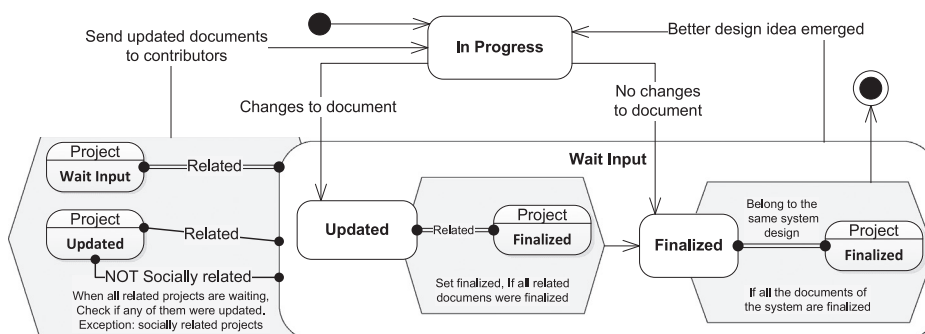 Send updated documents
to contributors
In Progress
Better design idea emerged
Changes to document
No changes
to document
Wait Input
Project
Wait Input
Related
Project
Updated
Related
NOT Socially related
When all related projects are waiting,
Check if any of them were updated.
Exception: socially related projects
Updated
Related
Project
Finalized
Set finalized, If all related
documens were finalized
Finalized
Belong to the
same system
design
Project
Finalized
If all the documents of
the system are finalized